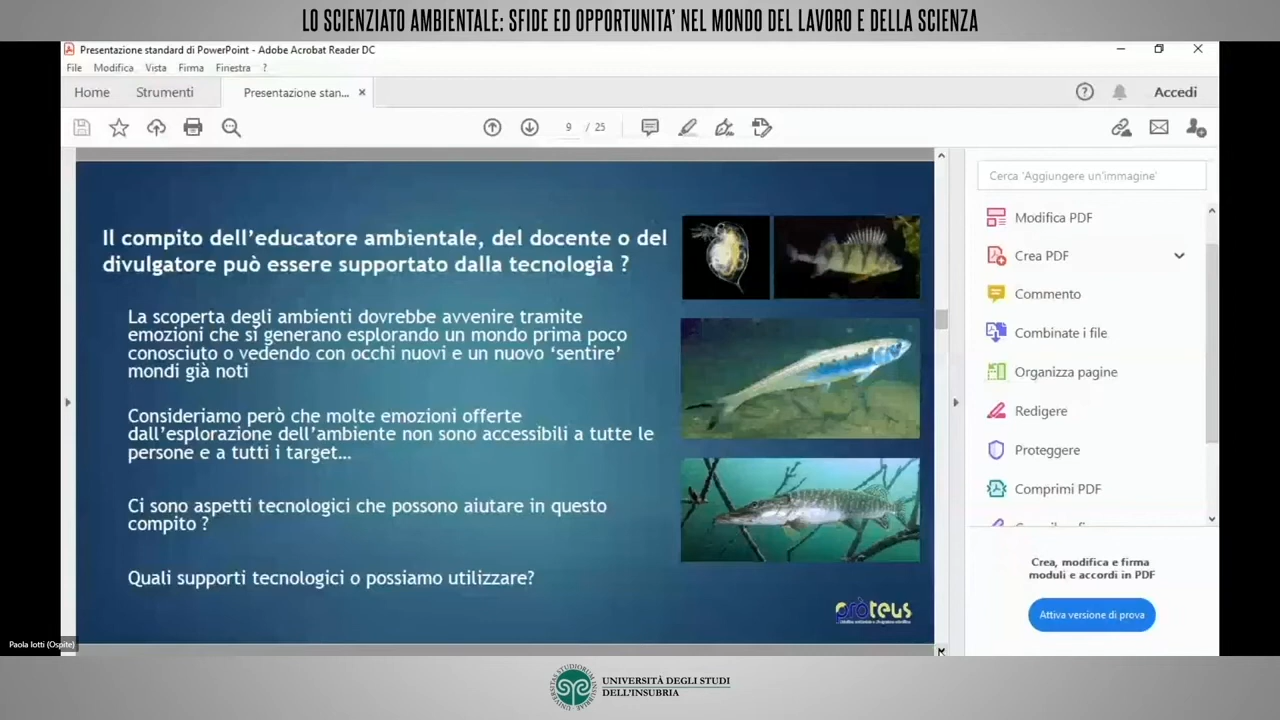 LO SCIENZIATO AMBIENTALE: SFIDE ED OPPORTUNITA' NEL MONDO DEL LAVORO E DELLA SCIENZA
Presentazione standard di PowerPoint - Adobe Acrobat Reader DC
File Modifica Vista Firma Finestra ?
Home Strumenti Presentazione stan... × Accedi
9 / 25
Cerca 'Aggiungere un'immagine'
Modifica PDF
Crea PDF
Commento
Combinate i file
Organizza pagine
Redigere
Proteggere
Comprimi PDF
Crea, modifica e firma
moduli e accordi in PDF
Attiva versione di prova
Il compito dell'educatore ambientale, del docente o del
divulgatore può essere supportato dalla tecnologia ?
La scoperta degli ambienti dovrebbe avvenire tramite
emozioni che si generano esplorando un mondo prima poco
conosciuto o vedendo con occhi nuovi e un nuovo 'sentire'
mondi già noti
Consideriamo però che molte emozioni offerte
dall'esplorazione dell'ambiente non sono accessibili a tutte le
persone e a tutti i target…
Ci sono aspetti tecnologici che possono aiutare in questo
compito ?
Quali supporti tecnologici o possiamo utilizzare?
pròteus
Paola Iotti (Ospite)
UNIVERSITÀ DEGLI STUDI
DELL'INSUBRIA